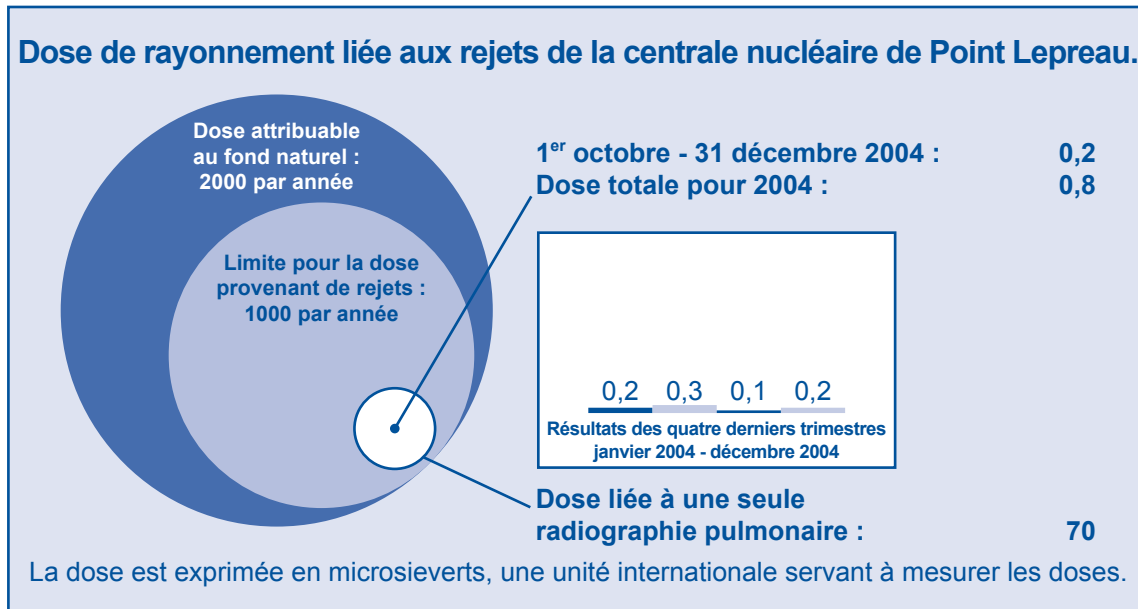 Dose de rayonnement liée aux rejets de la centrale nucléaire de Point Lepreau.
Dose attribuable
au fond naturel :
2000 par année
Limite pour la dose
provenant de rejets :
1000 par année
1er octobre - 31 décembre 2004 : 0,2
Dose totale pour 2004 : 0,8
0,2 0,3 0,1 0,2
Résultats des quatre derniers trimestres
janvier 2004 - décembre 2004
Dose liée à une seule
radiographie pulmonaire : 70
La dose est exprimée en microsieverts, une unité internationale servant à mesurer les doses.